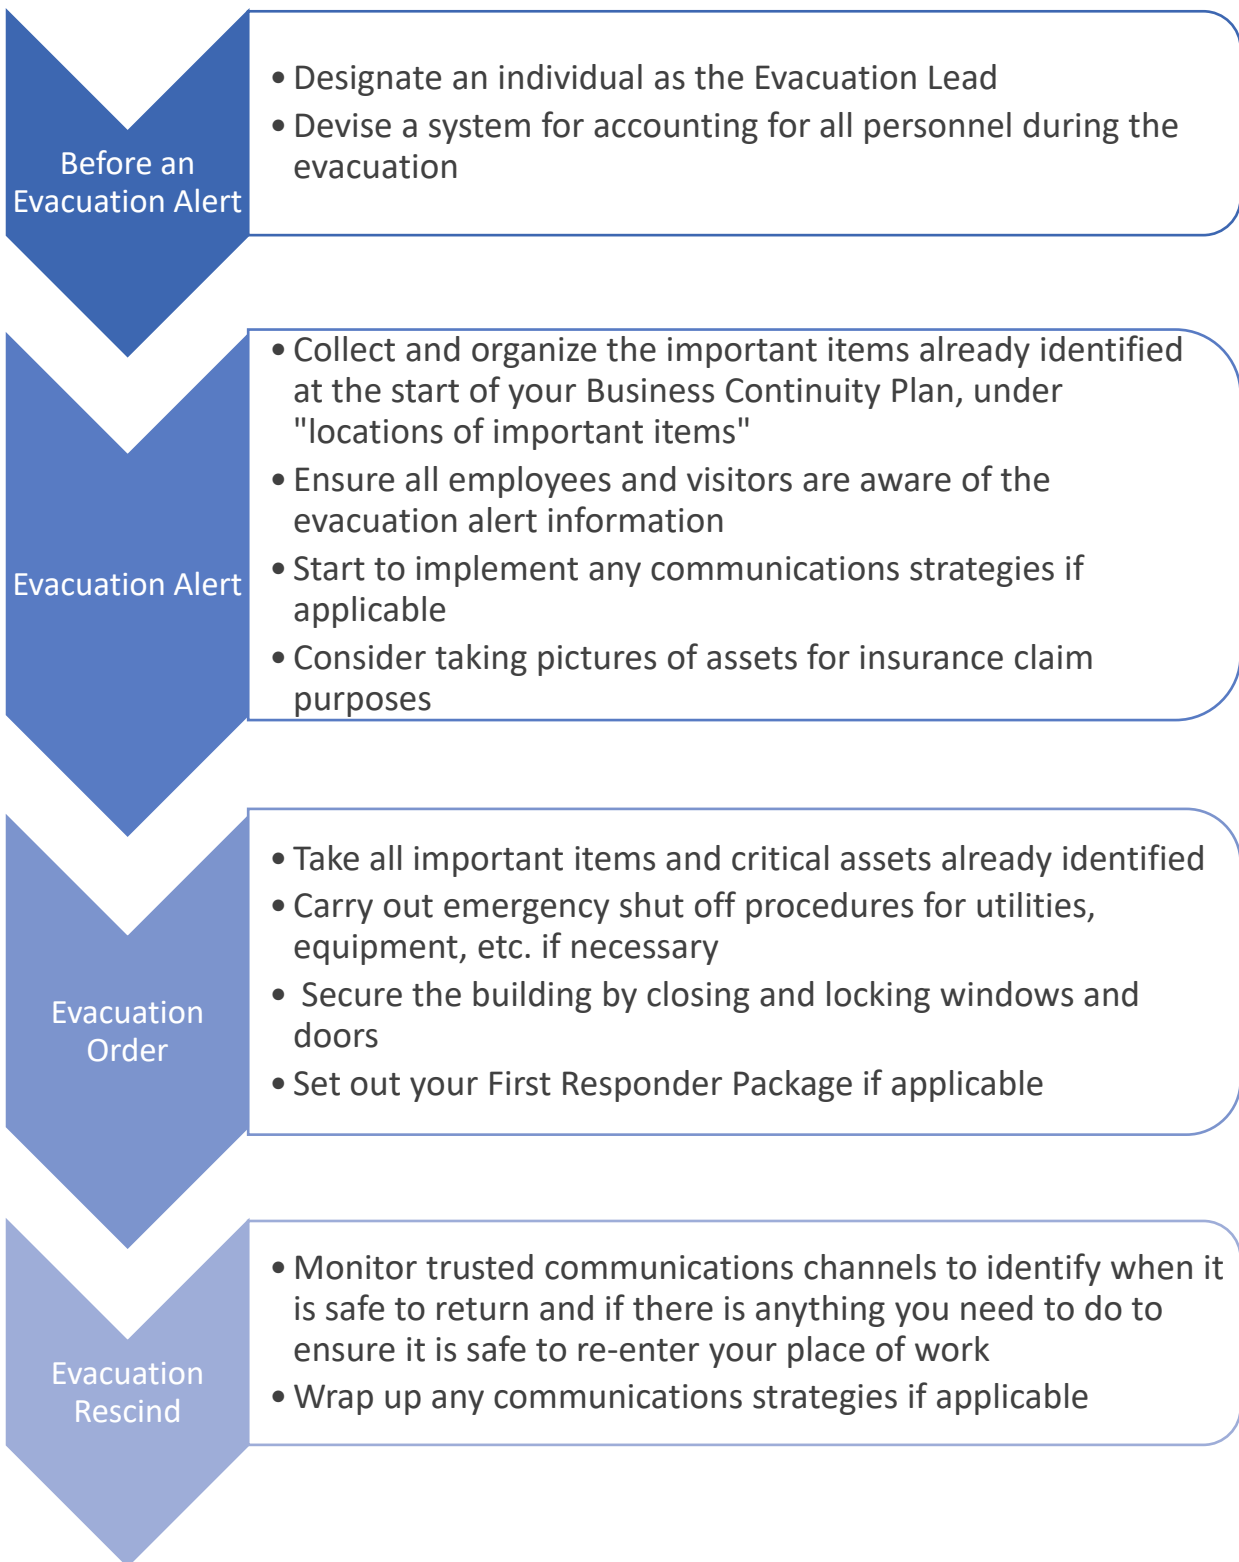 Before an
Evacuation Alert
• Designate an individual as the Evacuation Lead
• Devise a system for accounting for all personnel during the
evacuation
Evacuation Alert
• Collect and organize the important items already identified
at the start of your Business Continuity Plan, under
"locations of important items"
• Ensure all employees and visitors are aware of the
evacuation alert information
• Start to implement any communications strategies if
applicable
• Consider taking pictures of assets for insurance claim
purposes
Evacuation
Order
• Take all important items and critical assets already identified
• Carry out emergency shut off procedures for utilities,
equipment, etc. if necessary
• Secure the building by closing and locking windows and
doors
• Set out your First Responder Package if applicable
Evacuation
Rescind
• Monitor trusted communications channels to identify when it
is safe to return and if there is anything you need to do to
ensure it is safe to re-enter your place of work
• Wrap up any communications strategies if applicable